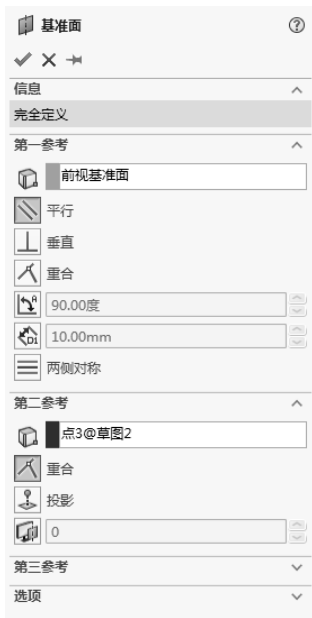 基准面
信息
完全定义
第一参考
前视基准面
平行
垂直
重合
90.00度
10.00mm
两侧对称
第二参考
点3@草图2
重合
投影
0
第三参考
选项